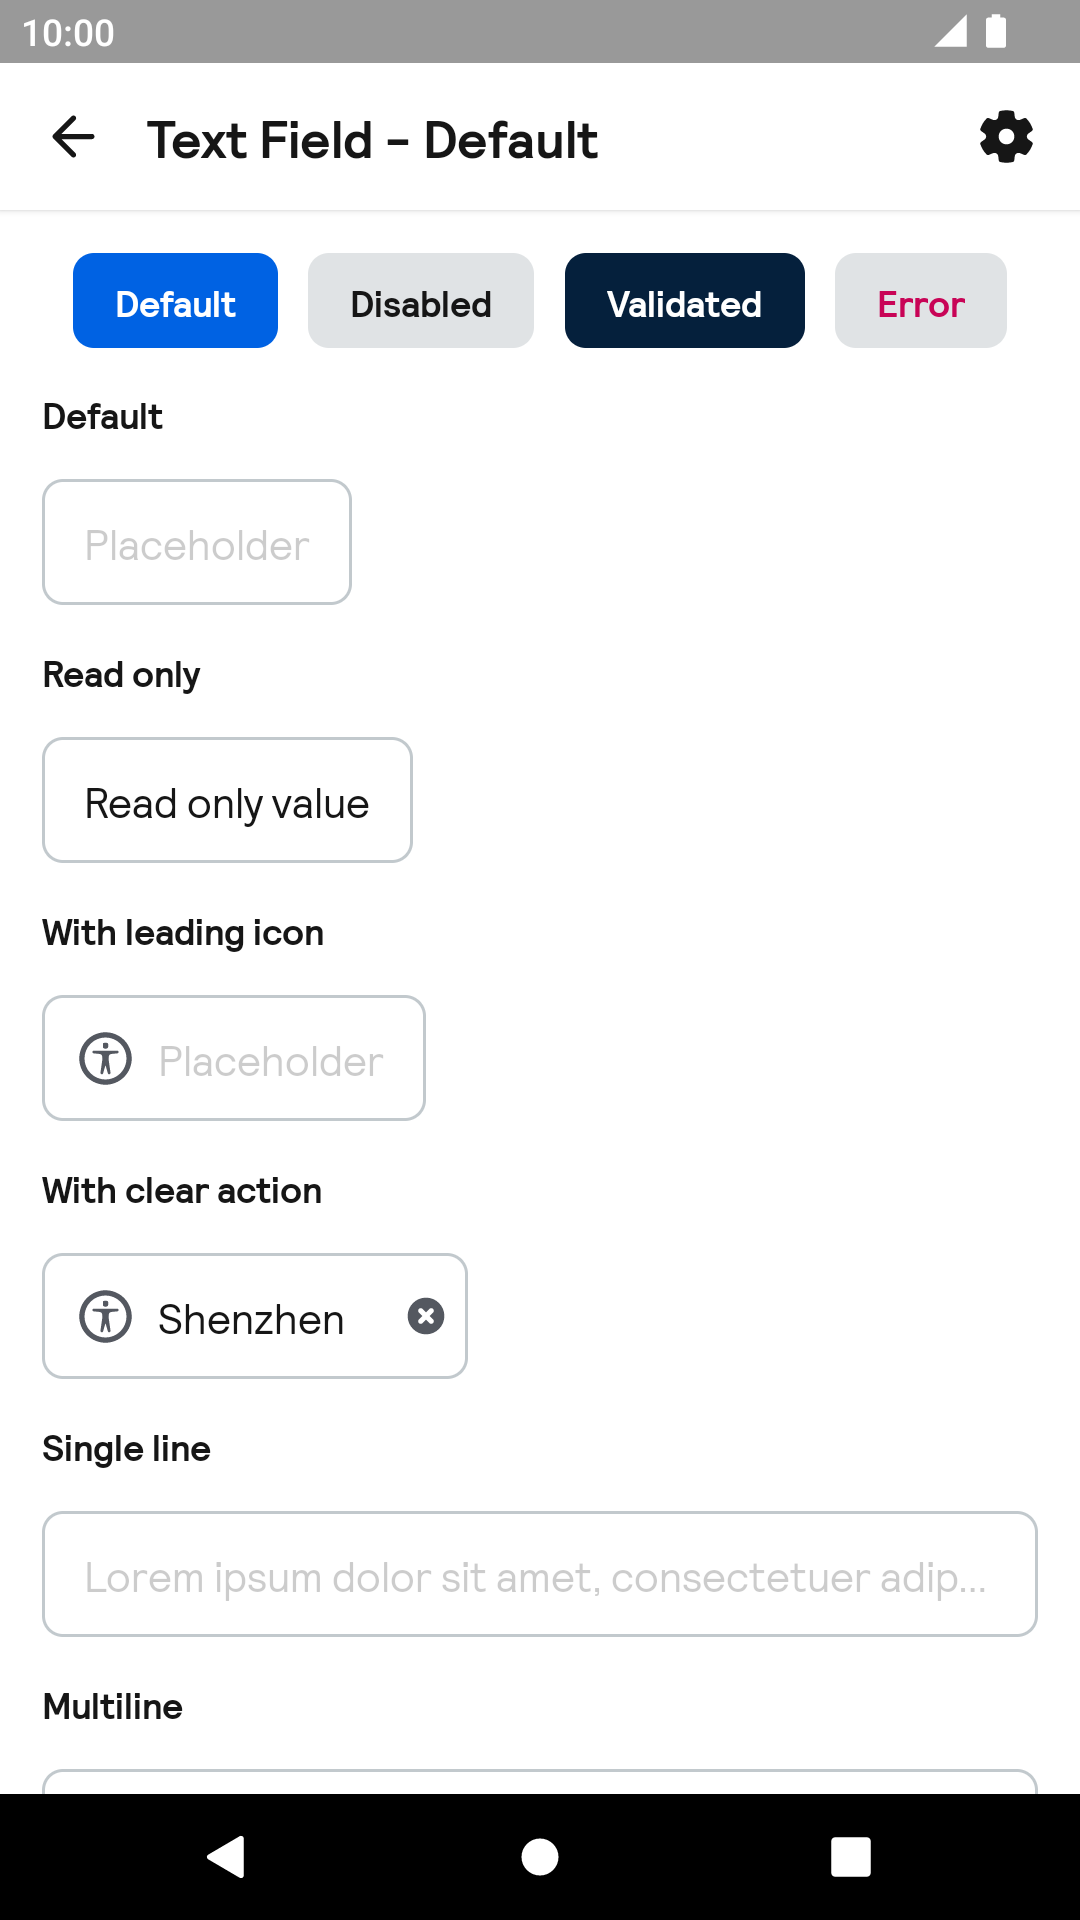 10:00
Text Field - Default
Default
Disabled
Validated
Error
Default
Placeholder
Read only
Read only value
With leading icon
Placeholder
With clear action
Shenzhen
Single line
Lorem ipsum dolor sit amet, consectetuer adip...
Multiline